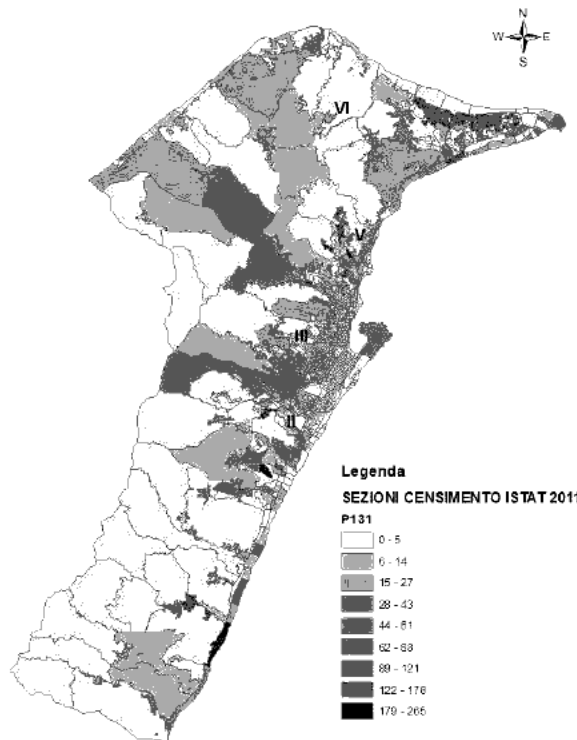 N
W E
S
VI
V
III
II
Legenda
SEZIONI CENSIMENTO ISTAT 2011
P131
0 - 5
6 - 14
15 - 27
28 - 43
44 - 61
62 - 88
89 - 121
122 - 178
179 - 265